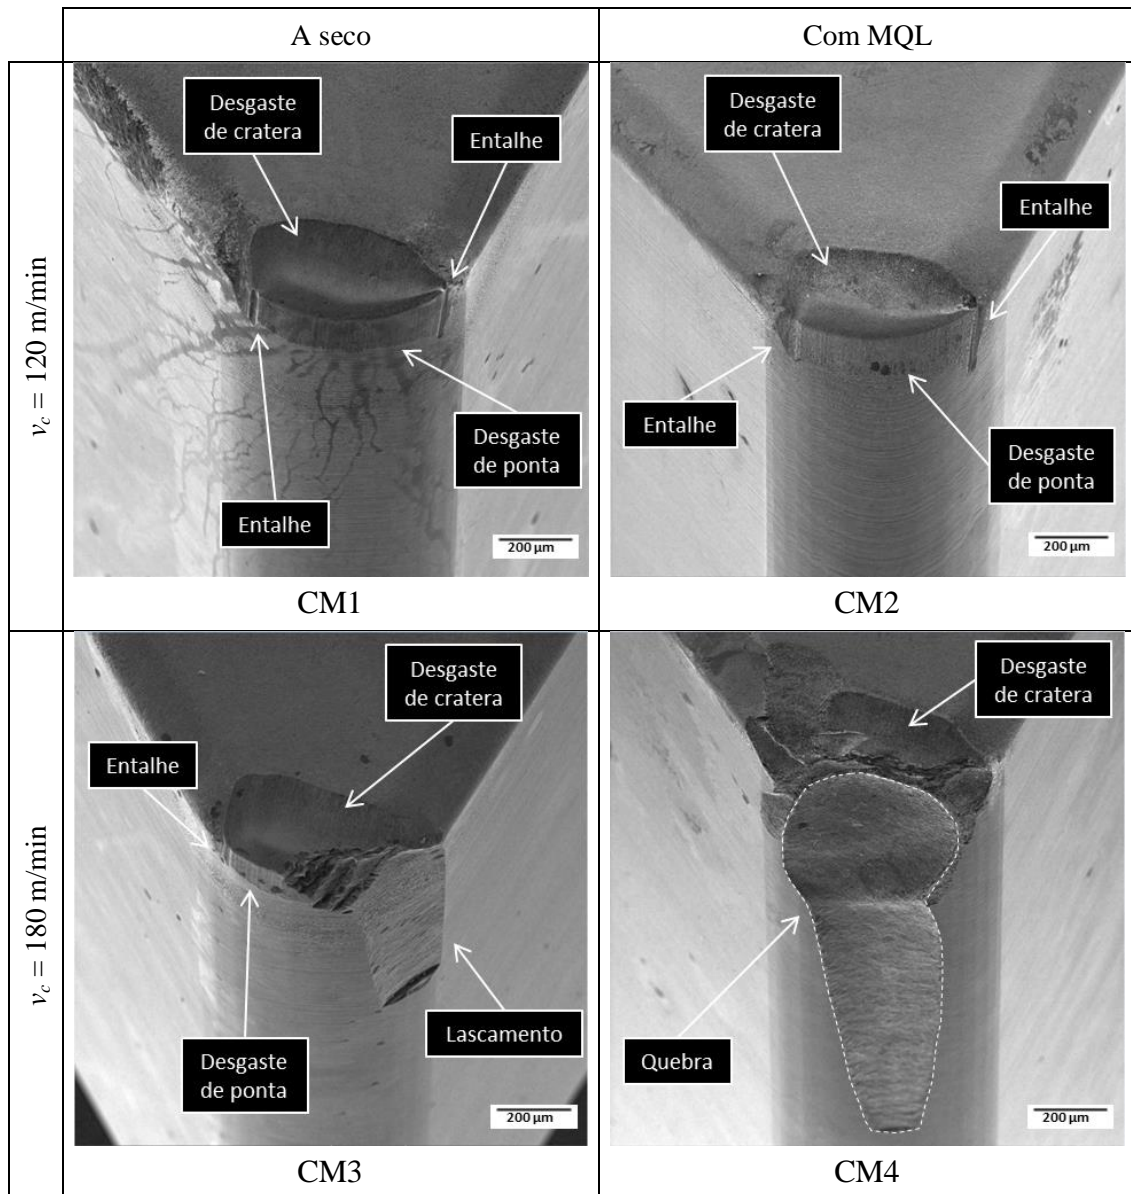 A seco
Com MQL
v_c = 120 m/min
Desgaste
de cratera
Entalhe
Entalhe
Desgaste
de ponta
200 µm
CM1
Desgaste
de cratera
Entalhe
Entalhe
Desgaste
de ponta
200 µm
CM2
v_c = 180 m/min
Desgaste
de cratera
Entalhe
Desgaste
de ponta
Lascamento
200 µm
CM3
Desgaste
de cratera
Quebra
200 µm
CM4